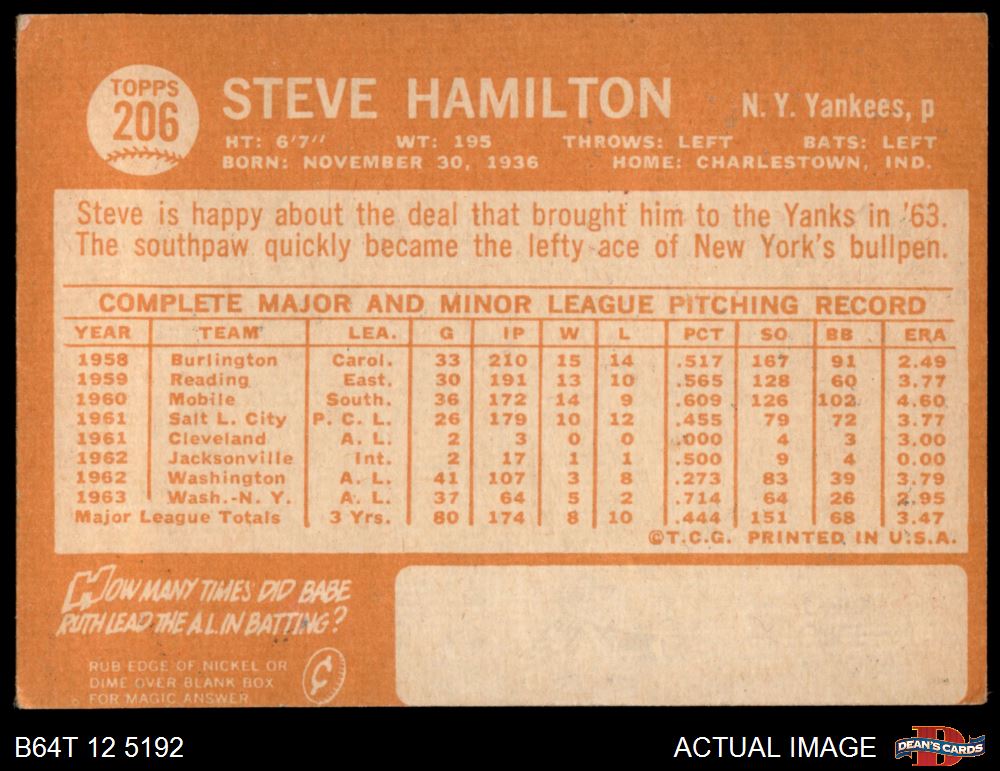 TOPPS
206
STEVE HAMILTON
N. Y. Yankees, p
HT: 6'7" WT: 195 THROWS: LEFT BATS: LEFT
BORN: NOVEMBER 30, 1936 HOME: CHARLESTOWN, IND.
Steve is happy about the deal that brought him to the Yanks in '63.
The southpaw quickly became the lefty ace of New York's bullpen.
COMPLETE MAJOR AND MINOR LEAGUE PITCHING RECORD
YEAR TEAM LEA. G IP W L PCT SO BB ERA
1958 Burlington Carol. 33 210 15 14 .517 167 91 2.49
1959 Reading East. 30 191 13 10 .565 128 60 3.77
1960 Mobile South. 36 172 14 9 .609 126 102 4.60
1961 Salt L. City P. C. L. 26 179 10 12 .455 79 72 3.77
1961 Cleveland A. L. 2 3 0 0 .000 4 3 3.00
1962 Jacksonville Int. 2 17 1 1 .500 9 4 0.00
1962 Washington A. L. 41 107 3 8 .273 83 39 3.79
1963 Wash.-N. Y. A. L. 37 64 5 2 .714 64 26 2.95
Major League Totals 3 Yrs. 80 174 8 10 .444 151 68 3.47
©T.C.G. PRINTED IN U.S.A.
HOW MANY TIMES DID BABE
RUTH LEAD THE A.L. IN BATTING?
RUB EDGE OF NICKEL OR
DIME OVER BLANK BOX
FOR MAGIC ANSWER
¢
B64T 12 5192
ACTUAL IMAGE
DEAN'S CARDS